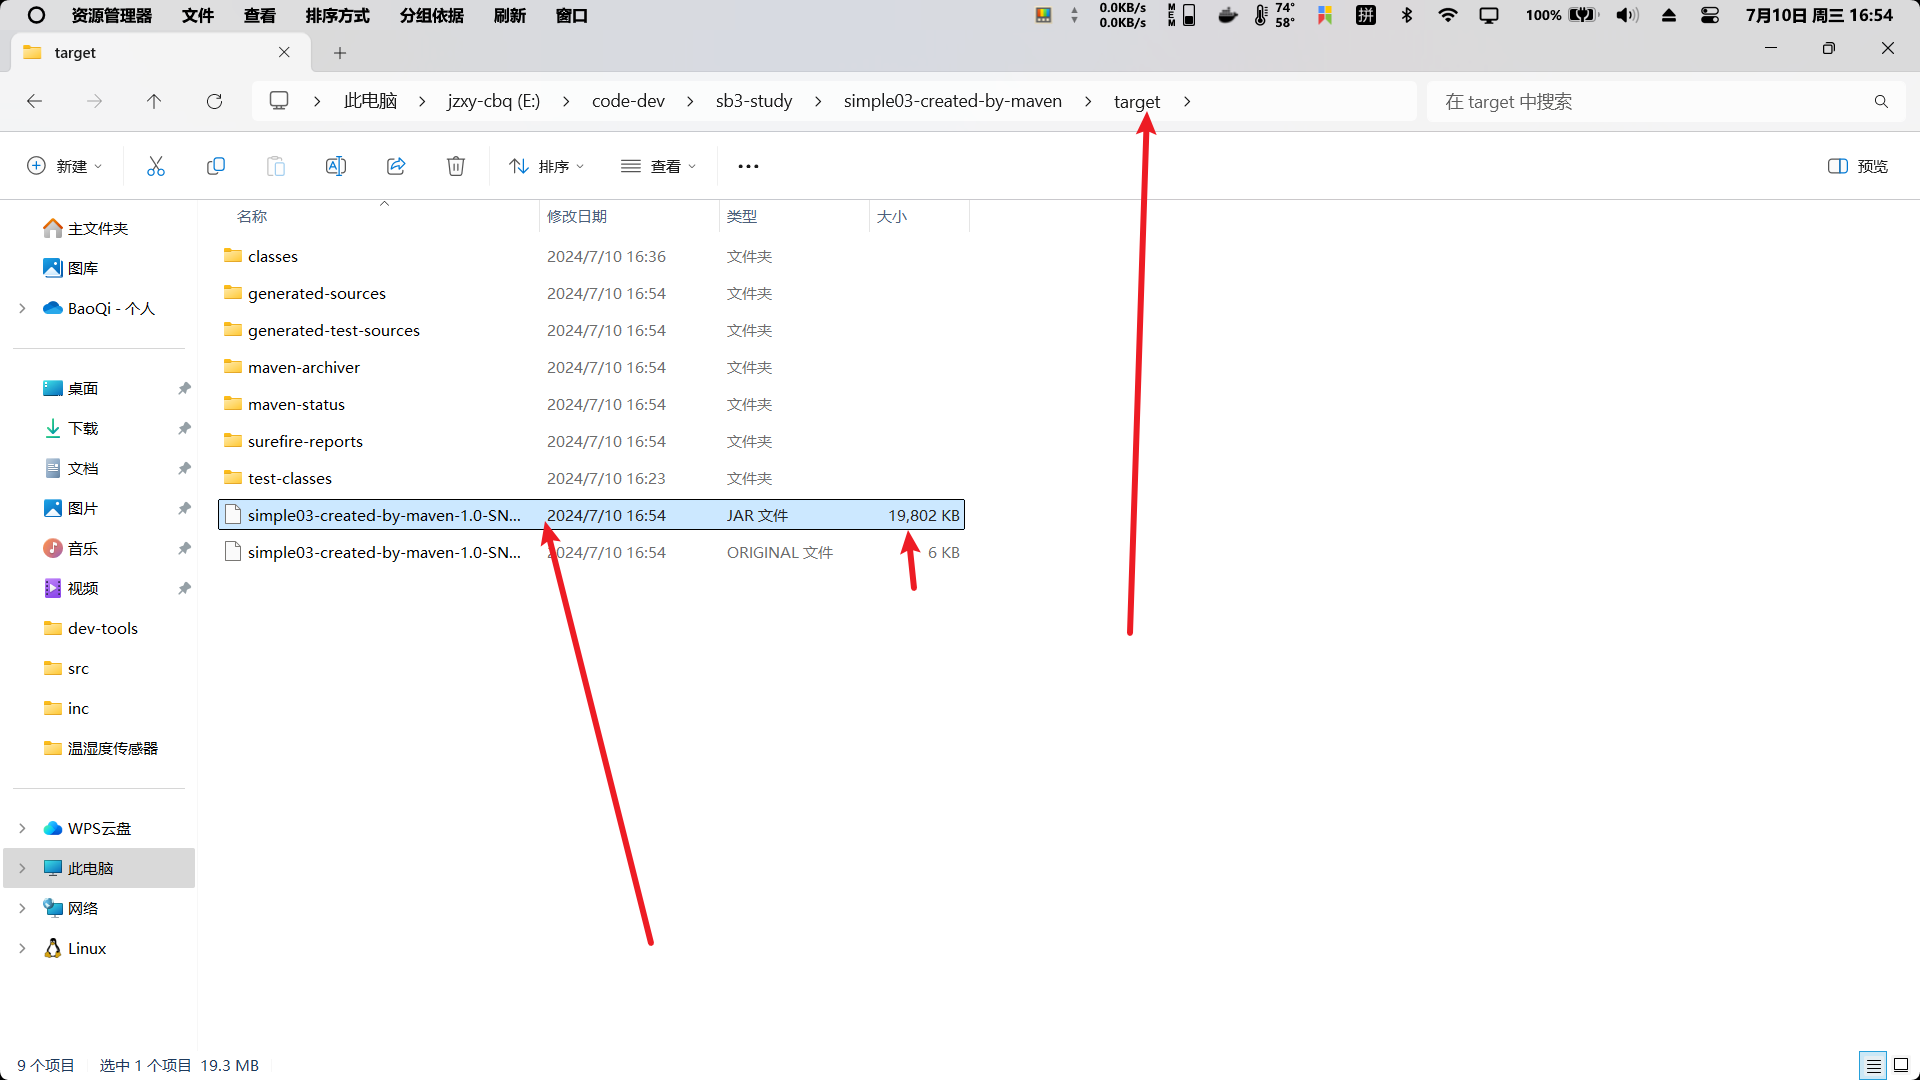 资源管理器 文件 查看 排序方式 分组依据 刷新 窗口 0.0KB/s 0.0KB/s MEM 74° 58° 拼 100% 7月10日 周三 16:54
target
此电脑 jzxy-cbq (E:) code-dev sb3-study simple03-created-by-maven target 在 target 中搜索
新建 排序 查看 预览
名称 修改日期 类型 大小
主文件夹
图库
BaoQi - 个人
桌面
下载
文档
图片
音乐
视频
dev-tools
src
inc
温湿度传感器
WPS云盘
此电脑
网络
Linux
classes 2024/7/10 16:36 文件夹
generated-sources 2024/7/10 16:54 文件夹
generated-test-sources 2024/7/10 16:54 文件夹
maven-archiver 2024/7/10 16:54 文件夹
maven-status 2024/7/10 16:54 文件夹
surefire-reports 2024/7/10 16:54 文件夹
test-classes 2024/7/10 16:23 文件夹
simple03-created-by-maven-1.0-SN... 2024/7/10 16:54 JAR 文件 19,802 KB
simple03-created-by-maven-1.0-SN... 2024/7/10 16:54 ORIGINAL 文件 6 KB
9 个项目 选中 1 个项目 19.3 MB